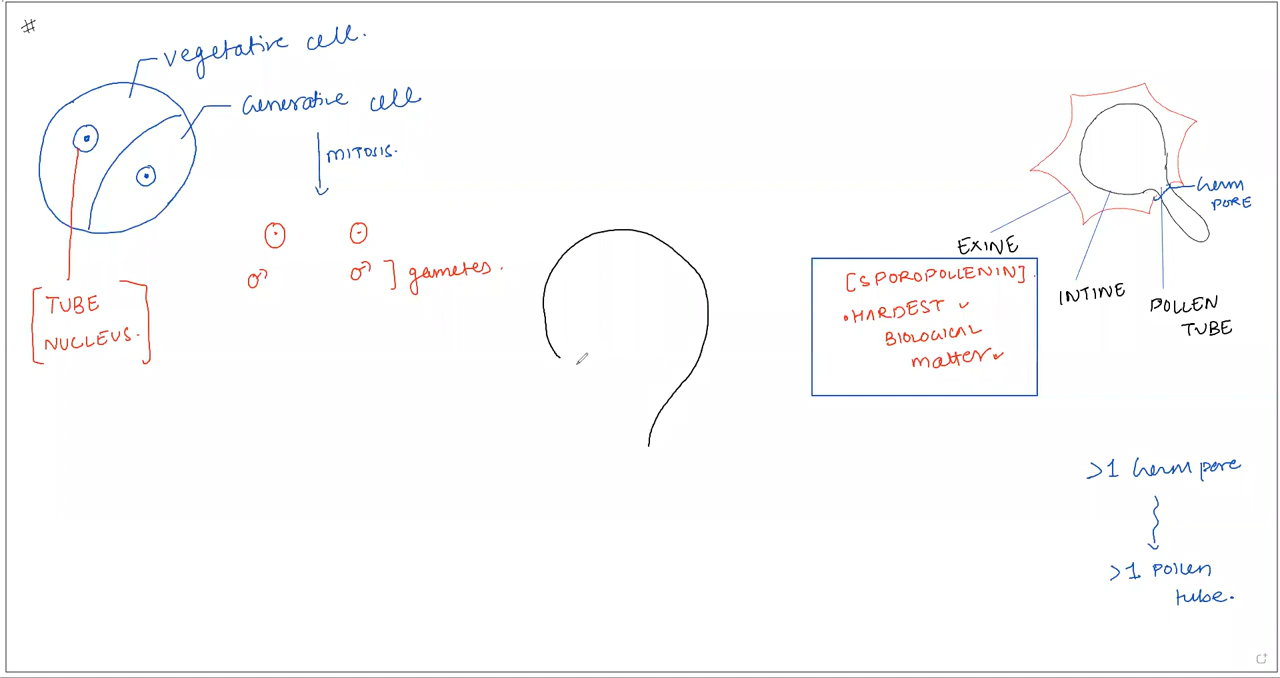 #
vegetative cell.
Generative cell
MITOSIS.
♂ ♂ ] gametes.
[TUBE
NUCLEUS.]
Germ
PORE
EXINE
INTINE
POLLEN
TUBE
[SPOROPOLLENIN].
• HARDEST ✓
BIOLOGICAL
matter ✓
>1 Germ pore
>1 Pollen
tube.